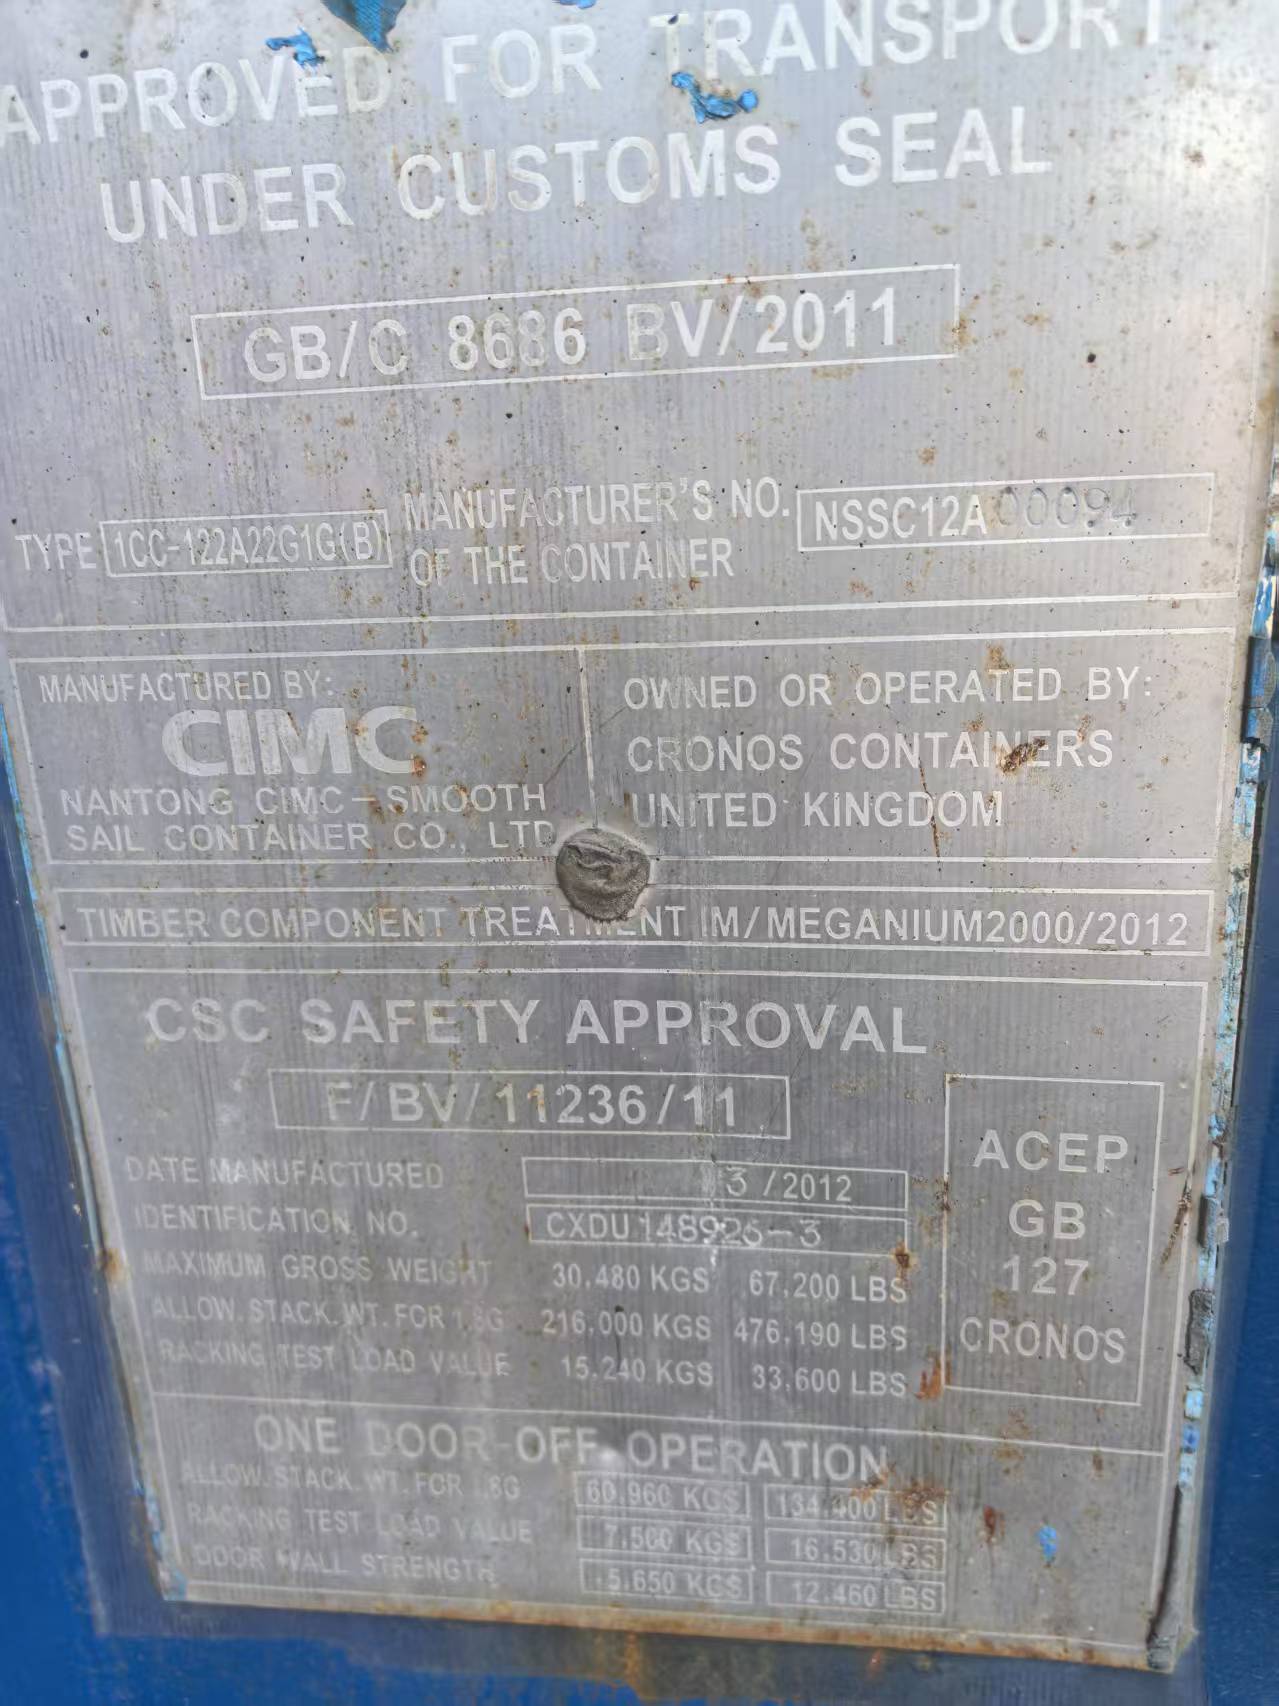 APPROVED FOR TRANSPORT
UNDER CUSTOMS SEAL
GB/C 8686 BV/2011
TYPE 1CC-122A22G1G(B)
MANUFACTURER'S NO.
OF THE CONTAINER
NSSC12A00094
MANUFACTURED BY:
CIMC
NANTONG CIMC-SMOOTH
SAIL CONTAINER CO., LTD
OWNED OR OPERATED BY:
CRONOS CONTAINERS
UNITED KINGDOM
TIMBER COMPONENT TREATMENT IM/MEGANIUM2000/2012
CSC SAFETY APPROVAL
F/BV/11236/11
DATE MANUFACTURED 3/2012
IDENTIFICATION NO. CXDU 148926-3
MAXIMUM GROSS WEIGHT 30.480 KGS 67.200 LBS
ALLOW.STACK.WT.FOR 1.8G 216.000 KGS 476.190 LBS
RACKING TEST LOAD VALUE 15.240 KGS 33.600 LBS
ACEP
GB
127
CRONOS
ONE DOOR OFF OPERATION
ALLOW.STACK.WT.FOR 1.8G 60.960 KGS 134.400 LBS
RACKING TEST LOAD VALUE 7.500 KGS 16.530 LBS
DOOR WALL STRENGTH 5.650 KGS 12.460 LBS